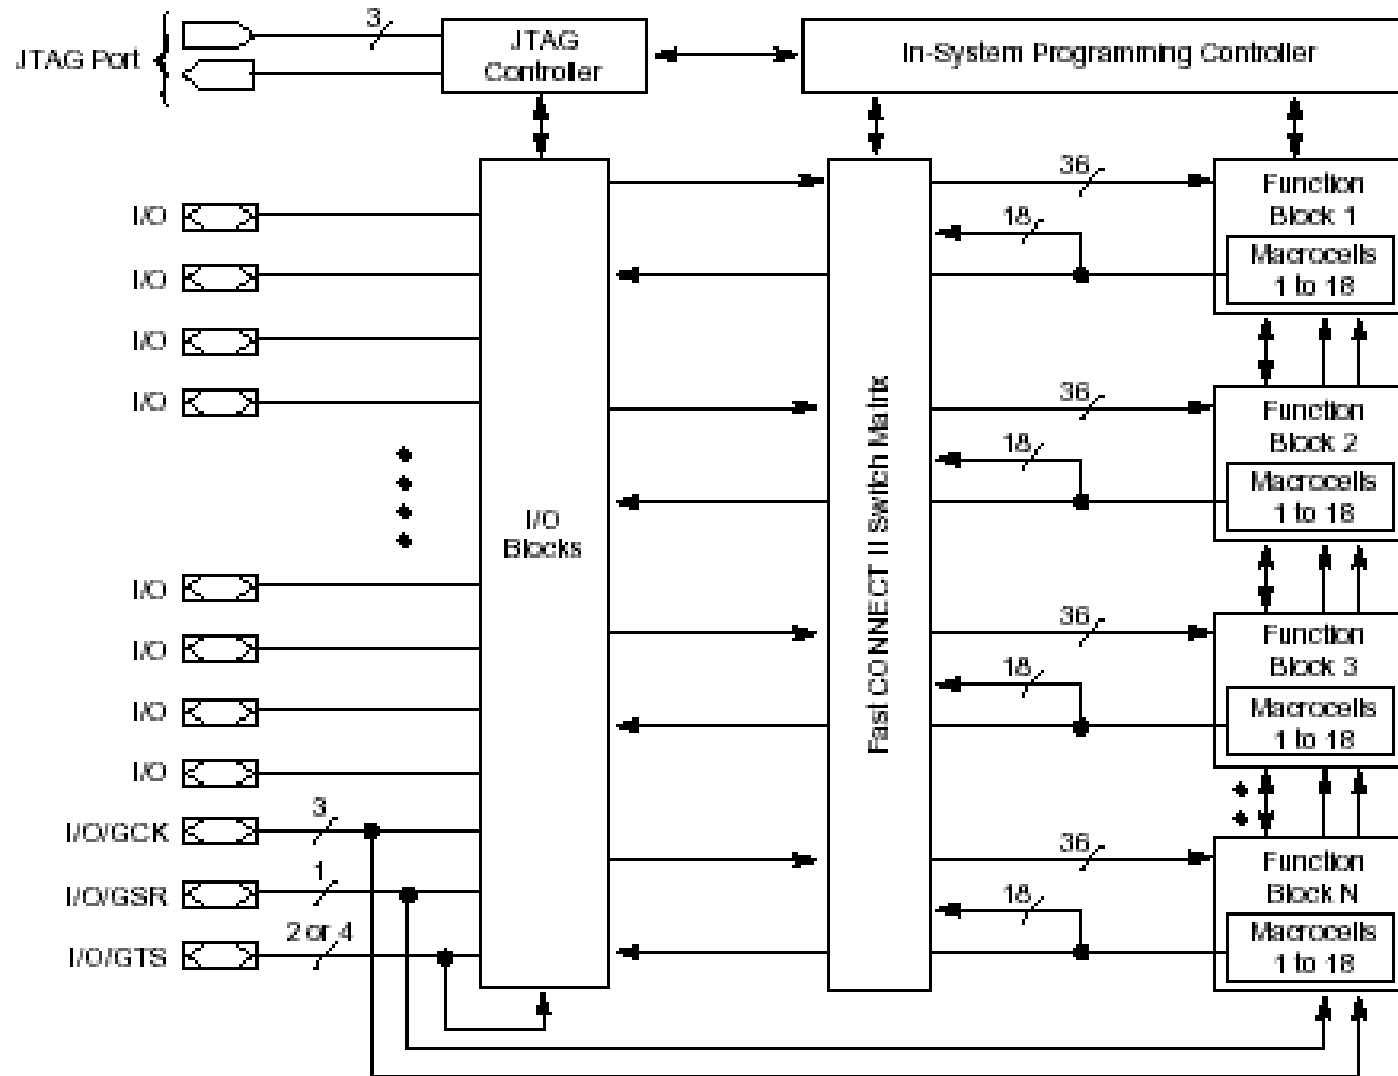 JTAG Port
3
JTAG
Controller
In-System Programming Controller
36
Function
Block 1
I/O
18
Macrocells
1 to 18
I/O
I/O
I/O
36
Function
Block 2
18
Macrocells
1 to 18
I/O
Blocks
Fast CONNECT II Switch Matrix
I/O
36
Function
Block 3
I/O
18
Macrocells
1 to 18
I/O
I/O
I/O/GCK
3
36
Function
Block N
I/O/GSR
1
18
Macrocells
1 to 18
I/O/GTS
2 or 4